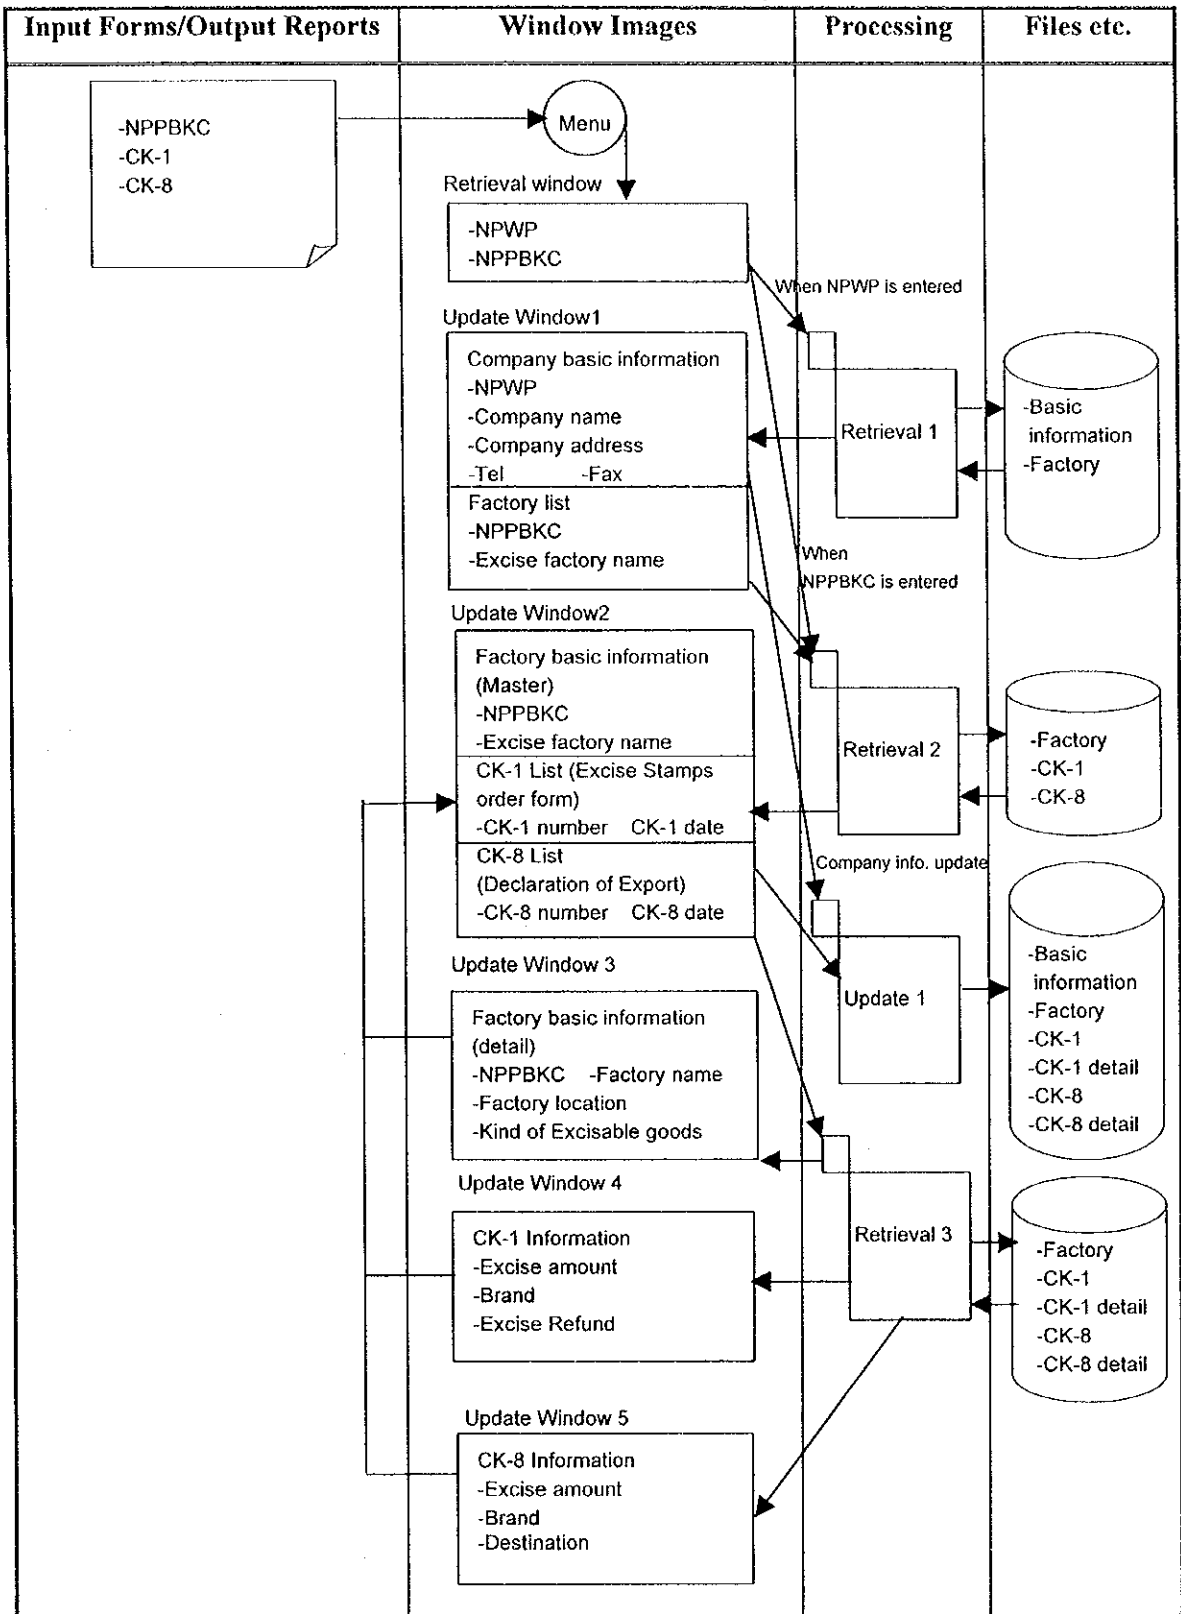 Input Forms/Output Reports
Window Images
Processing
Files etc.
-NPPBKC
-CK-1
-CK-8
Menu
Retrieval window
-NPWP
-NPPBKC
When NPWP is entered
Update Window1
Company basic information
-NPWP
-Company name
-Company address
-Tel -Fax
Factory list
-NPPBKC
-Excise factory name
Retrieval 1
-Basic
information
-Factory
When
NPPBKC is entered
Update Window2
Factory basic information
(Master)
-NPPBKC
-Excise factory name
CK-1 List (Excise Stamps
order form)
-CK-1 number CK-1 date
CK-8 List
(Declaration of Export)
-CK-8 number CK-8 date
Retrieval 2
-Factory
-CK-1
-CK-8
Company info. update
Update 1
-Basic
information
-Factory
-CK-1
-CK-1 detail
-CK-8
-CK-8 detail
Update Window 3
Factory basic information
(detail)
-NPPBKC -Factory name
-Factory location
-Kind of Excisable goods
Update Window 4
CK-1 Information
-Excise amount
-Brand
-Excise Refund
Retrieval 3
-Factory
-CK-1
-CK-1 detail
-CK-8
-CK-8 detail
Update Window 5
CK-8 Information
-Excise amount
-Brand
-Destination